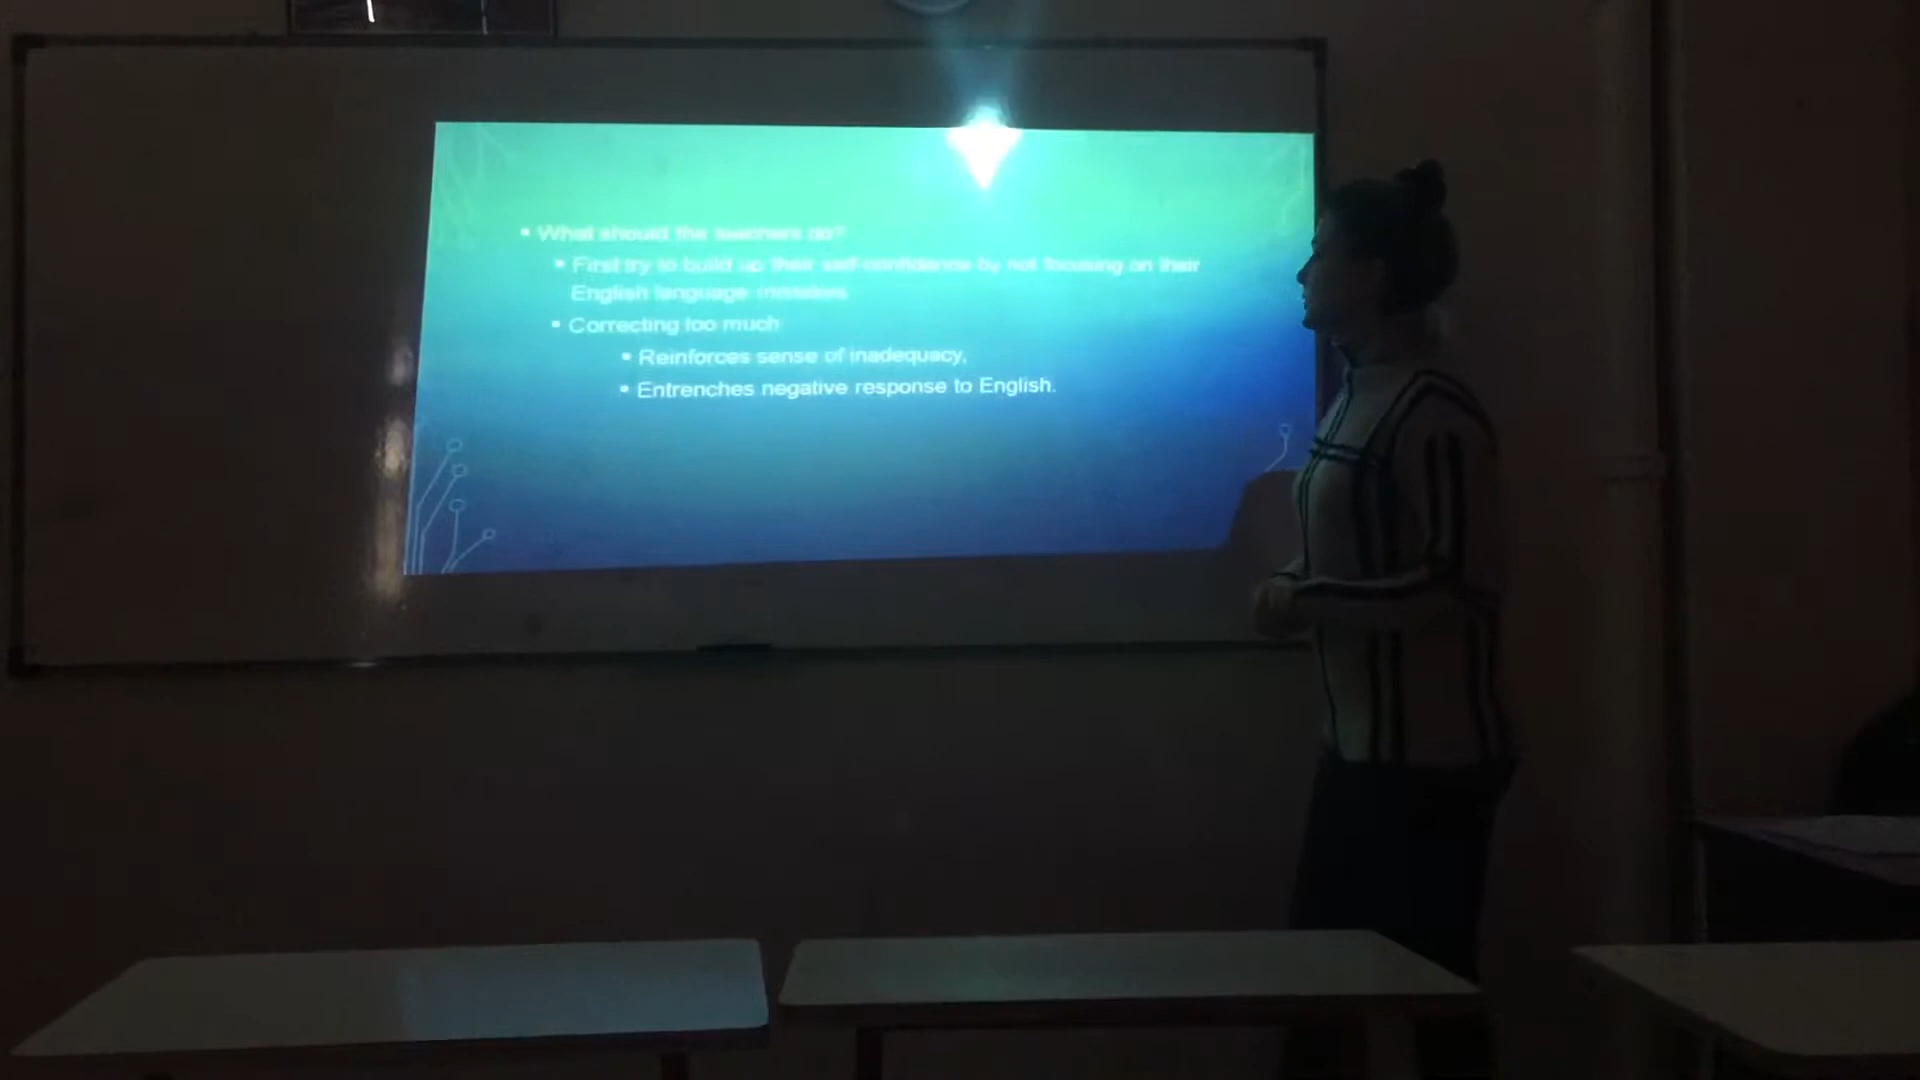 • What should the teachers do?
• First try to build up their self-confidence by not focusing on their
English language mistakes
• Correcting too much
• Reinforces sense of inadequacy,
• Entrenches negative response to English.